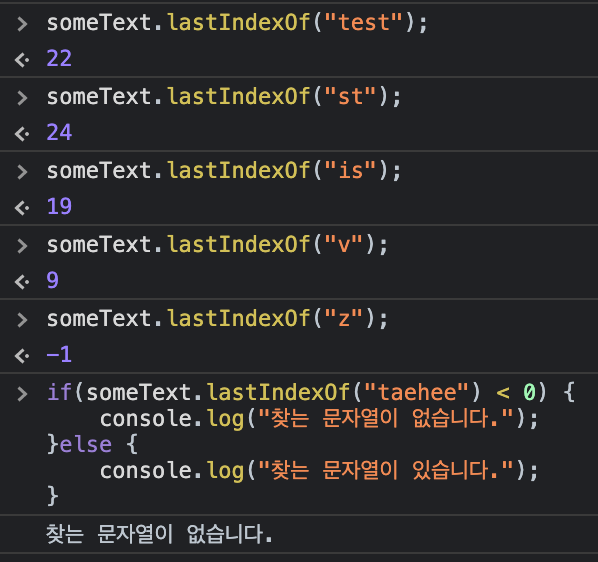 > someText.lastIndexOf("test");
22
> someText.lastIndexOf("st");
24
> someText.lastIndexOf("is");
19
> someText.lastIndexOf("v");
9
> someText.lastIndexOf("z");
-1
> if(someText.lastIndexOf("taehee") < 0) {
    console.log("찾는 문자열이 없습니다.");
}else {
    console.log("찾는 문자열이 있습니다.");
}
찾는 문자열이 없습니다.